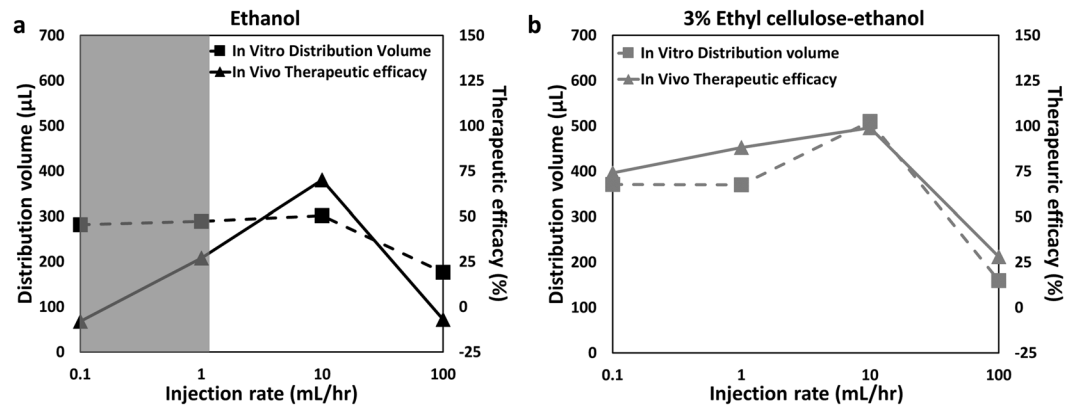 a
Ethanol
In Vitro Distribution Volume
In Vivo Therapeutic efficacy
Distribution volume (µL)
700
600
500
400
300
200
100
0
Therapeutic efficacy (%)
150
125
100
75
50
25
0
-25
0.1 1 10 100
Injection rate (mL/hr)
b
3% Ethyl cellulose-ethanol
In Vitro Distribution volume
In Vivo Therapeutic efficacy
Distribution volume (µL)
700
600
500
400
300
200
100
0
Therapeuric efficacy (%)
150
125
100
75
50
25
0
-25
0.1 1 10 100
Injection rate (mL/hr)